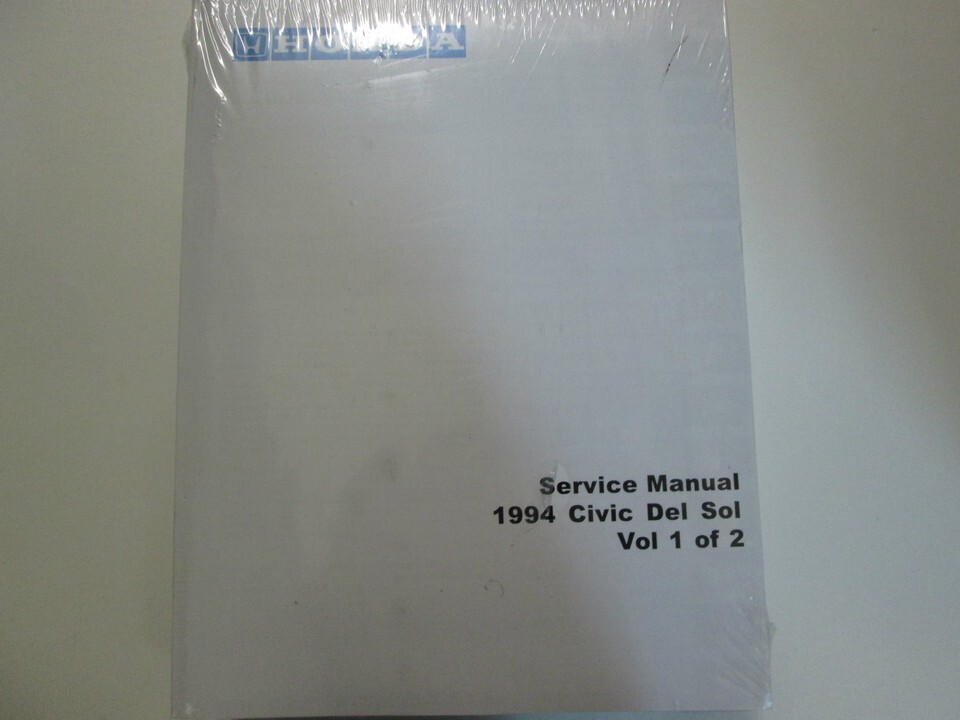 HONDA
Service Manual
1994 Civic Del Sol
Vol 1 of 2